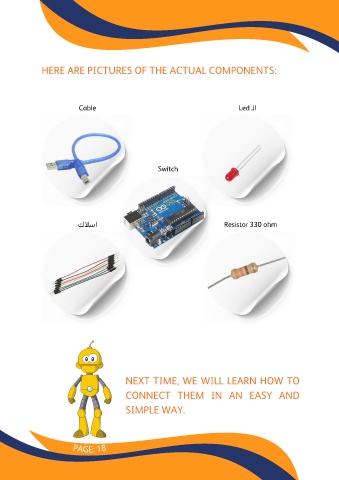 HERE ARE PICTURES OF THE ACTUAL COMPONENTS:
Cable
الـ Led
Switch
اسلاك
Resistor 330 ohm
NEXT TIME, WE WILL LEARN HOW TO
CONNECT THEM IN AN EASY AND
SIMPLE WAY.
PAGE: 18